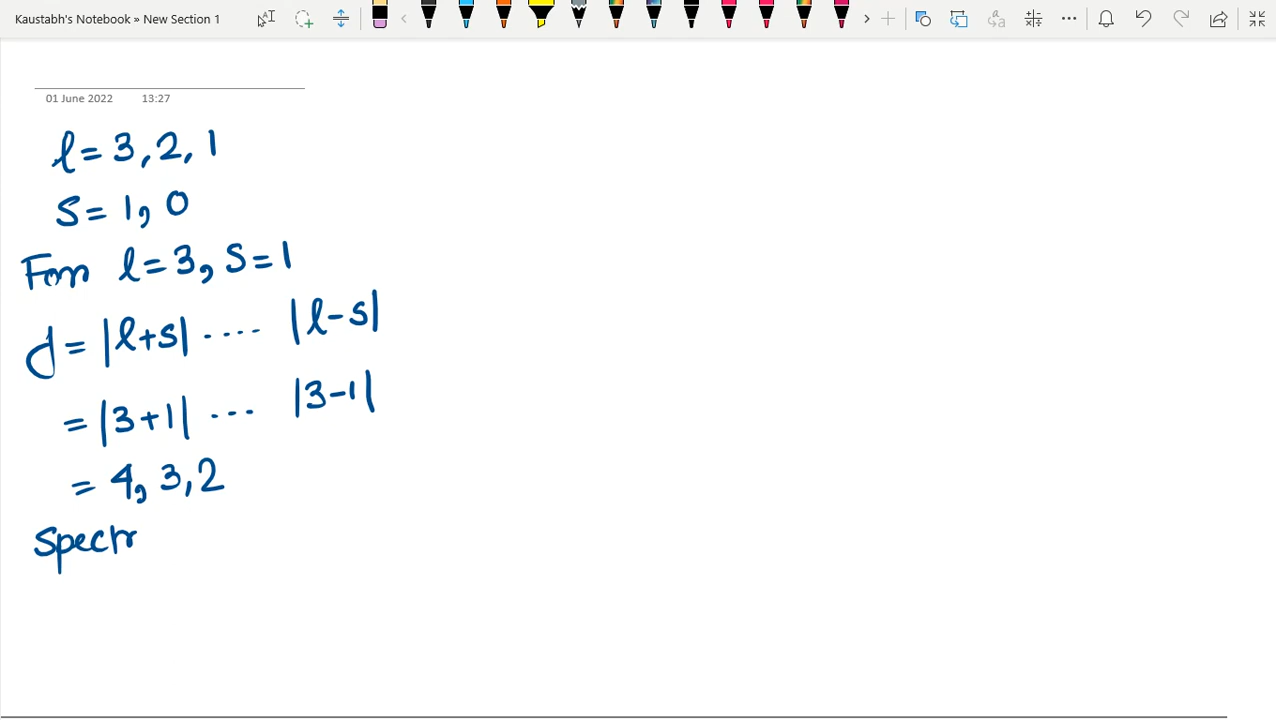 Kaustabh's Notebook » New Section 1
01 June 2022 13:27
l = 3, 2, 1
S = 1, 0
For l = 3, S = 1
J = |l+s| .... |l-s|
= |3+1| ... |3-1|
= 4, 3, 2
Spectr